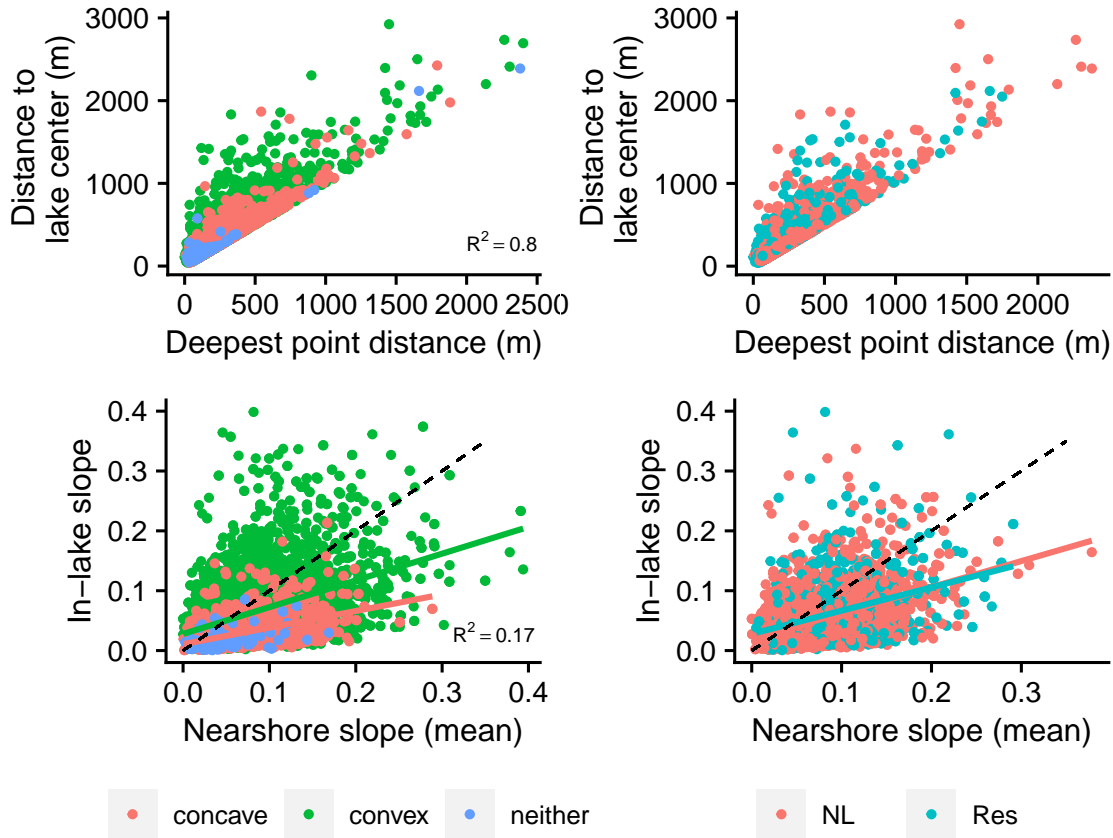 3000
2000
1000
0
Distance to
lake center (m)
R² = 0.8
0 500 1000 1500 2000 2500
Deepest point distance (m)
3000
2000
1000
0
Distance to
lake center (m)
0 500 1000 1500 2000
Deepest point distance (m)
0.4
0.3
0.2
0.1
0.0
In−lake slope
R² = 0.17
0.0 0.1 0.2 0.3 0.4
Nearshore slope (mean)
0.4
0.3
0.2
0.1
0.0
In−lake slope
0.0 0.1 0.2 0.3
Nearshore slope (mean)
concave convex neither
NL Res